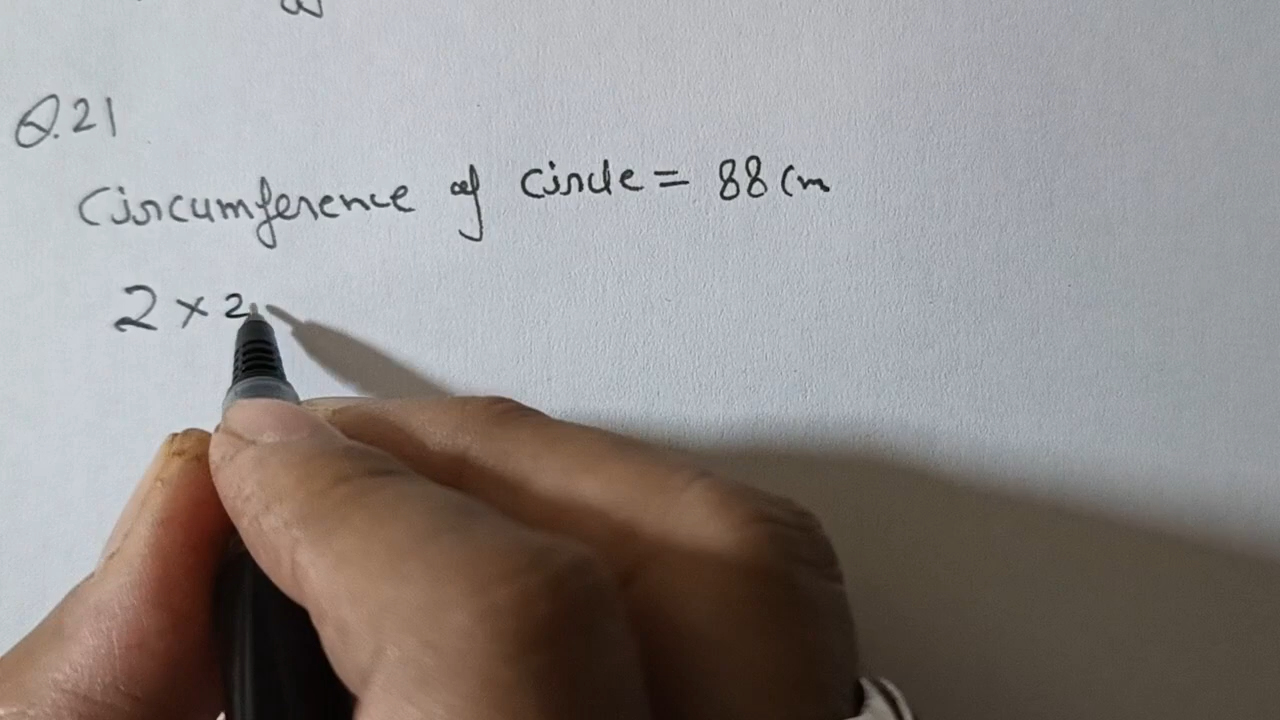 Q.21
Circumference of circle = 88 cm
2 × 2